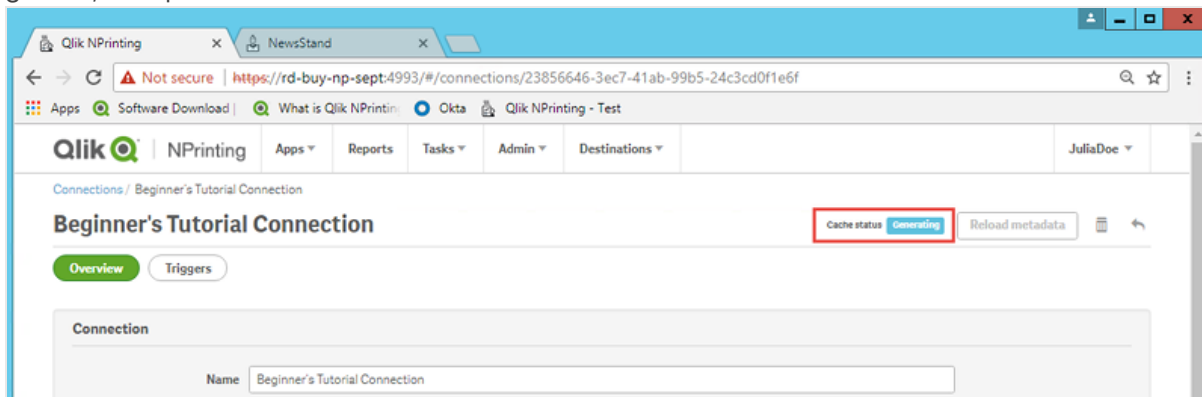 Qlik NPrinting
NewsStand
Not secure | https://rd-buy-np-sept:4993/#/connections/23856646-3ec7-41ab-99b5-24c3cd0f1e6f
Apps Software Download | What is Qlik NPrinting Okta Qlik NPrinting - Test
Qlik NPrinting Apps Reports Tasks Admin Destinations JuliaDoe
Connections / Beginner's Tutorial Connection
Beginner's Tutorial Connection Cache status Generating Reload metadata
Overview Triggers
Connection
Name Beginner's Tutorial Connection